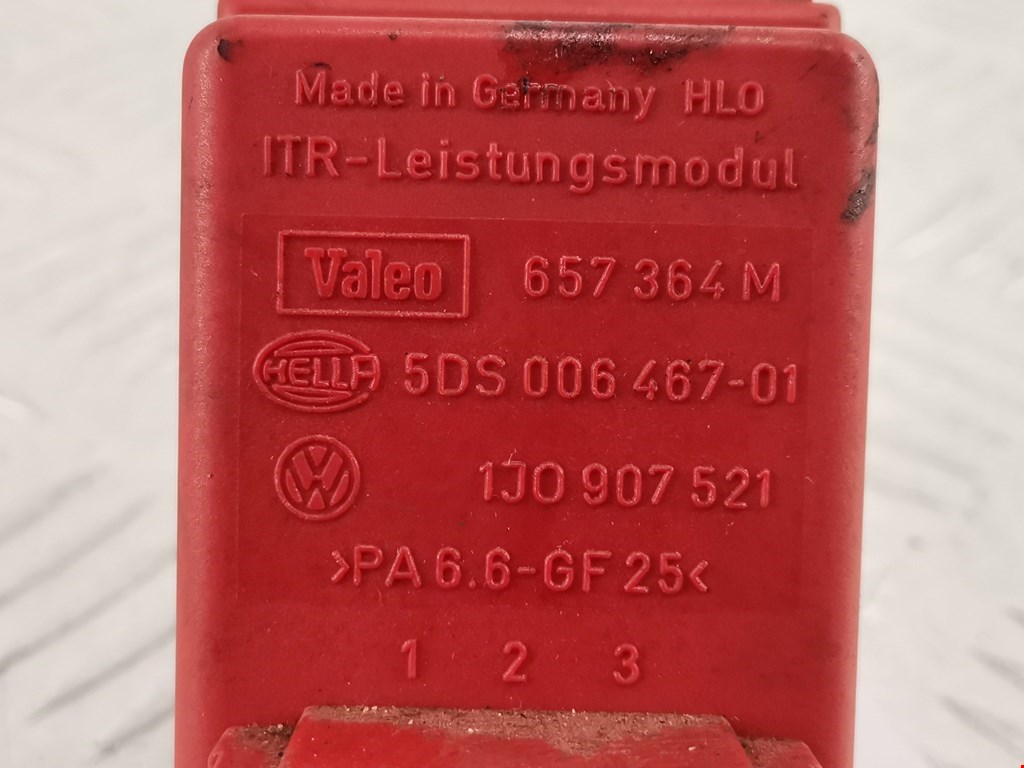 Made in Germany HLO
ITR-Leistungsmodul
Valeo 657 364 M
HELLA 5DS 006 467-01
VW 1J0 907 521
>PA 6.6-GF 25<
1 2 3